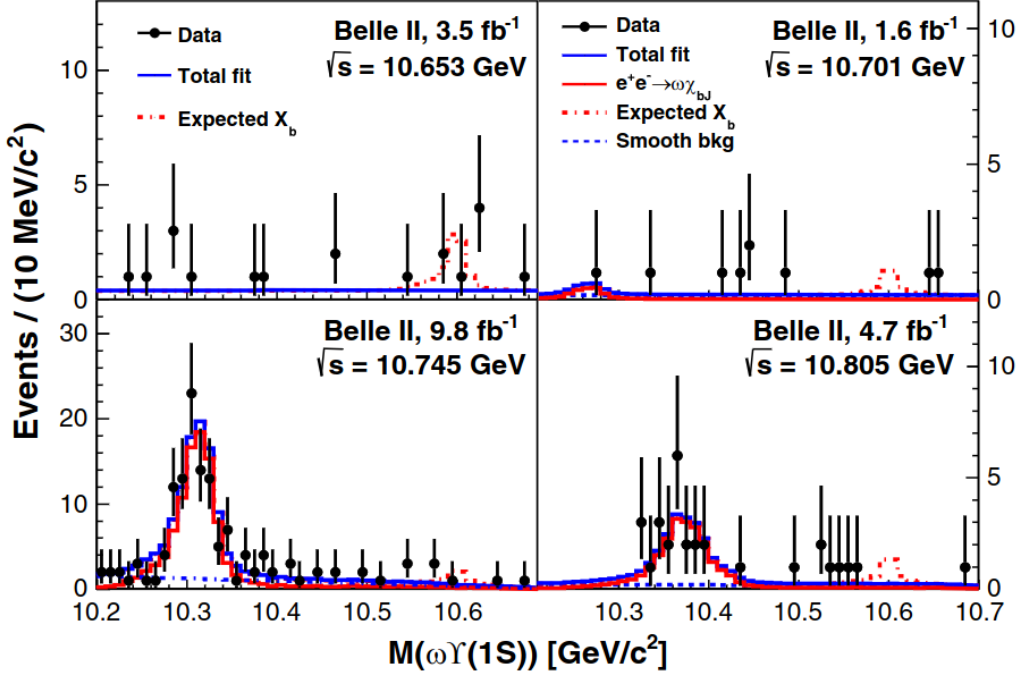 Events / (10 MeV/c²)
10
5
0
Data
Total fit
Expected X_b
Belle II, 3.5 fb⁻¹
√s = 10.653 GeV
Data
Total fit
e⁺e⁻→ωχ_bJ
Expected X_b
Smooth bkg
Belle II, 1.6 fb⁻¹
√s = 10.701 GeV
10
5
0
30
20
10
0
Belle II, 9.8 fb⁻¹
√s = 10.745 GeV
Belle II, 4.7 fb⁻¹
√s = 10.805 GeV
10
5
0
10.2 10.3 10.4 10.5 10.6 10.3 10.4 10.5 10.6 10.7
M(ωΥ(1S)) [GeV/c²]